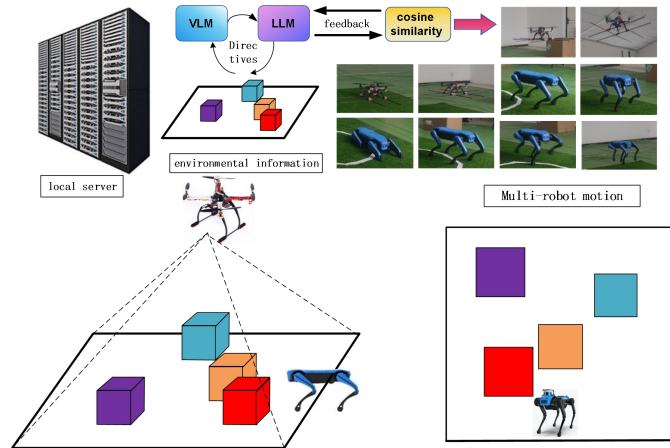 VLM
LLM
feedback
cosine
similarity
Direc
tives
local server
environmental information
Multi-robot motion